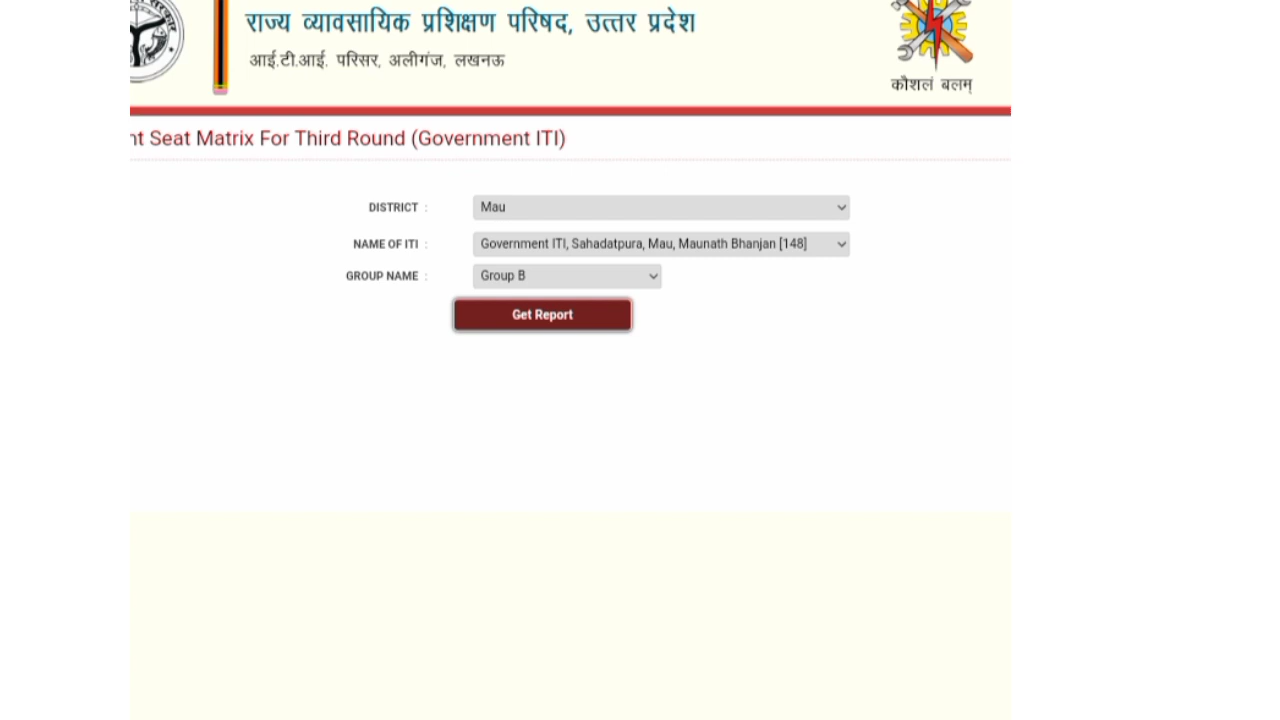 राज्य व्यावसायिक प्रशिक्षण परिषद, उत्तर प्रदेश
आई.टी.आई. परिसर, अलीगंज, लखनऊ
कौशलं बलम्
nt Seat Matrix For Third Round (Government ITI)
DISTRICT : Mau
NAME OF ITI : Government ITI, Sahadatpura, Mau, Maunath Bhanjan [148]
GROUP NAME : Group B
Get Report